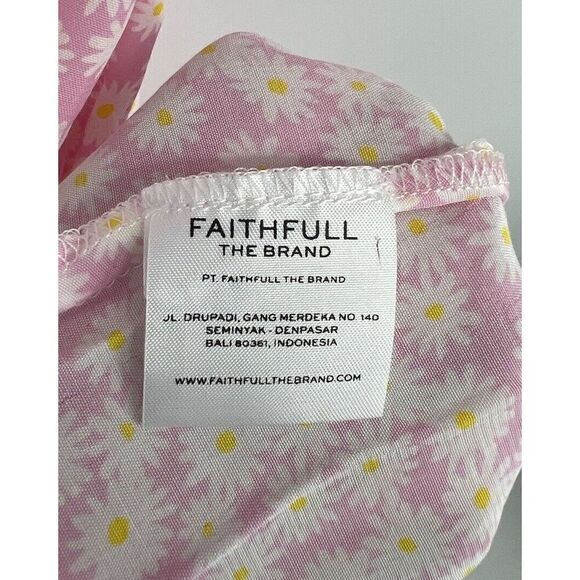 FAITHFULL
THE BRAND
PT. FAITHFULL THE BRAND
JL. DRUPADI, GANG MERDEKA NO. 140
SEMINYAK - DENPASAR
BALI 80361, INDONESIA
WWW.FAITHFULLTHEBRAND.COM